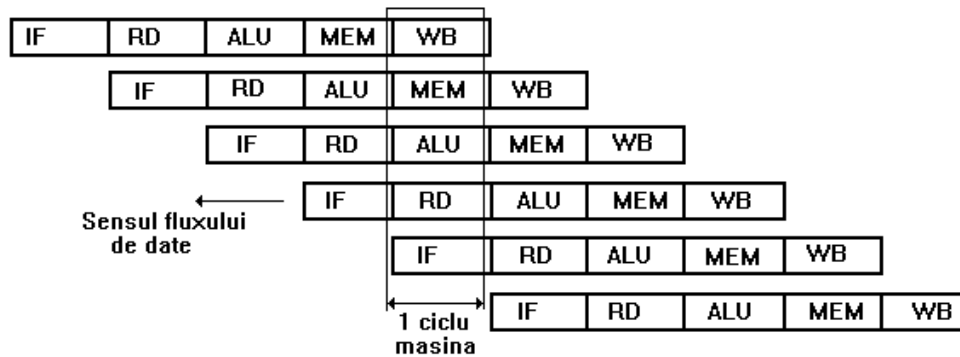 IF RD ALU MEM WB
IF RD ALU MEM WB
IF RD ALU MEM WB
IF RD ALU MEM WB
Sensul fluxului
de date
IF RD ALU MEM WB
IF RD ALU MEM WB
1 ciclu
masina